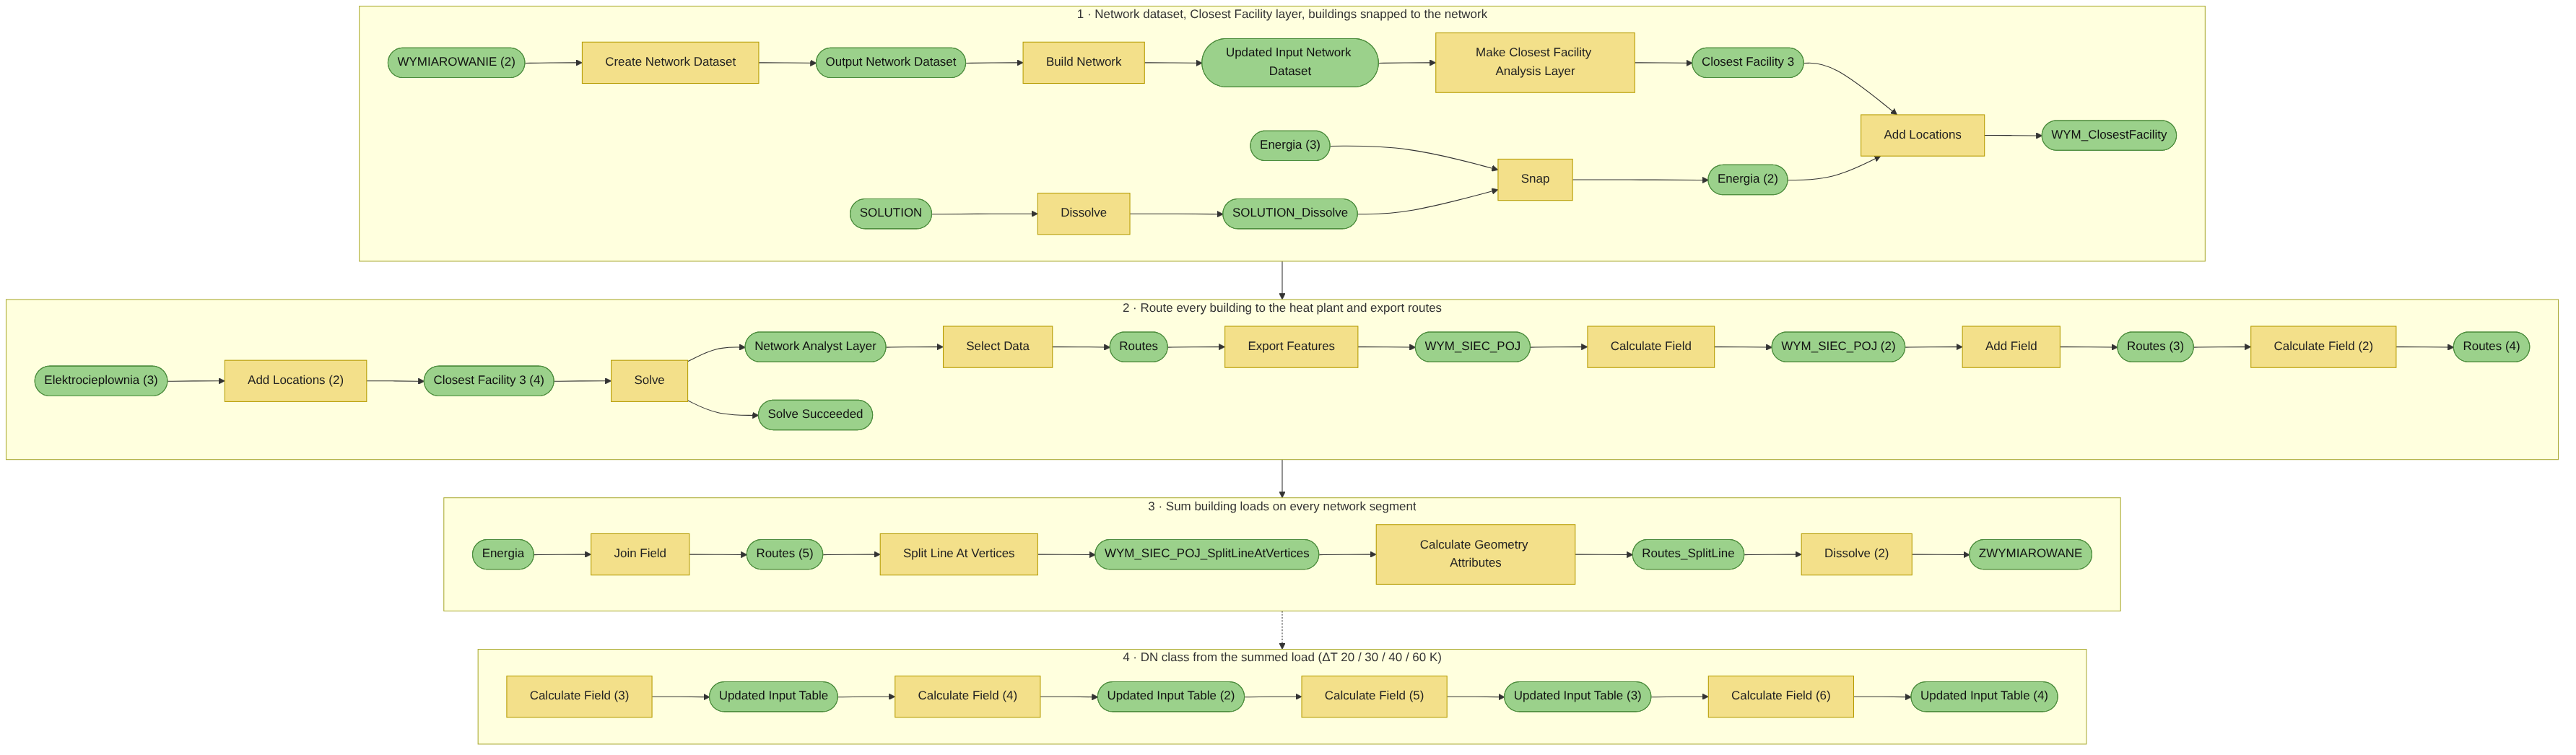 1 · Network dataset, Closest Facility layer, buildings snapped to the network
WYMIAROWANIE (2)
Create Network Dataset
Output Network Dataset
Build Network
Updated Input Network
Dataset
Make Closest Facility
Analysis Layer
Closest Facility 3
Energia (3)
Add Locations
WYM_ClosestFacility
Snap
Energia (2)
SOLUTION
Dissolve
SOLUTION_Dissolve
2 · Route every building to the heat plant and export routes
Elektrocieplownia (3)
Add Locations (2)
Closest Facility 3 (4)
Solve
Network Analyst Layer
Select Data
Routes
Export Features
WYM_SIEC_POJ
Calculate Field
WYM_SIEC_POJ (2)
Add Field
Routes (3)
Calculate Field (2)
Routes (4)
Solve Succeeded
3 · Sum building loads on every network segment
Energia
Join Field
Routes (5)
Split Line At Vertices
WYM_SIEC_POJ_SplitLineAtVertices
Calculate Geometry
Attributes
Routes_SplitLine
Dissolve (2)
ZWYMIAROWANE
4 · DN class from the summed load (ΔT 20 / 30 / 40 / 60 K)
Calculate Field (3)
Updated Input Table
Calculate Field (4)
Updated Input Table (2)
Calculate Field (5)
Updated Input Table (3)
Calculate Field (6)
Updated Input Table (4)